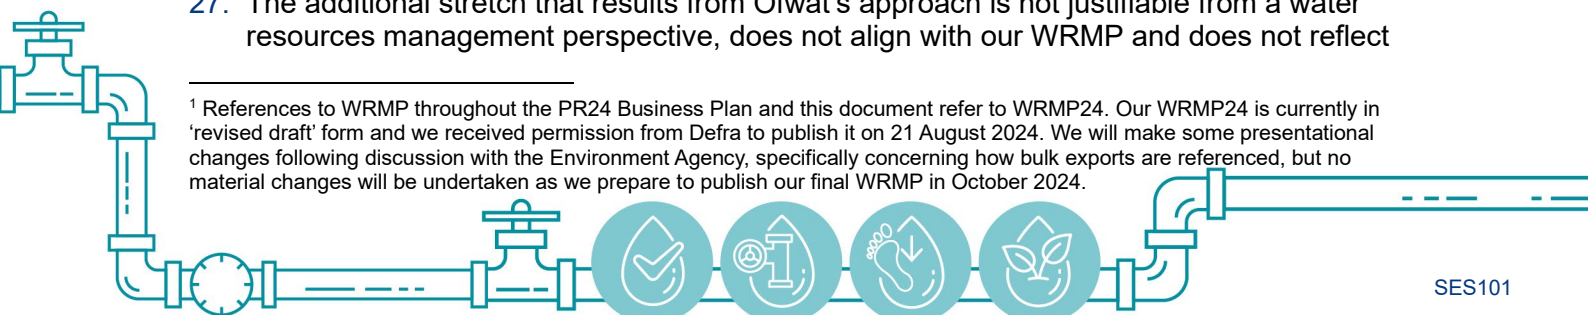 27. The additional stretch that results from Ofwat's approach is not justifiable from a water
resources management perspective, does not align with our WRMP and does not reflect
1 References to WRMP throughout the PR24 Business Plan and this document refer to WRMP24. Our WRMP24 is currently in
‘revised draft’ form and we received permission from Defra to publish it on 21 August 2024. We will make some presentational
changes following discussion with the Environment Agency, specifically concerning how bulk exports are referenced, but no
material changes will be undertaken as we prepare to publish our final WRMP in October 2024.
SES101